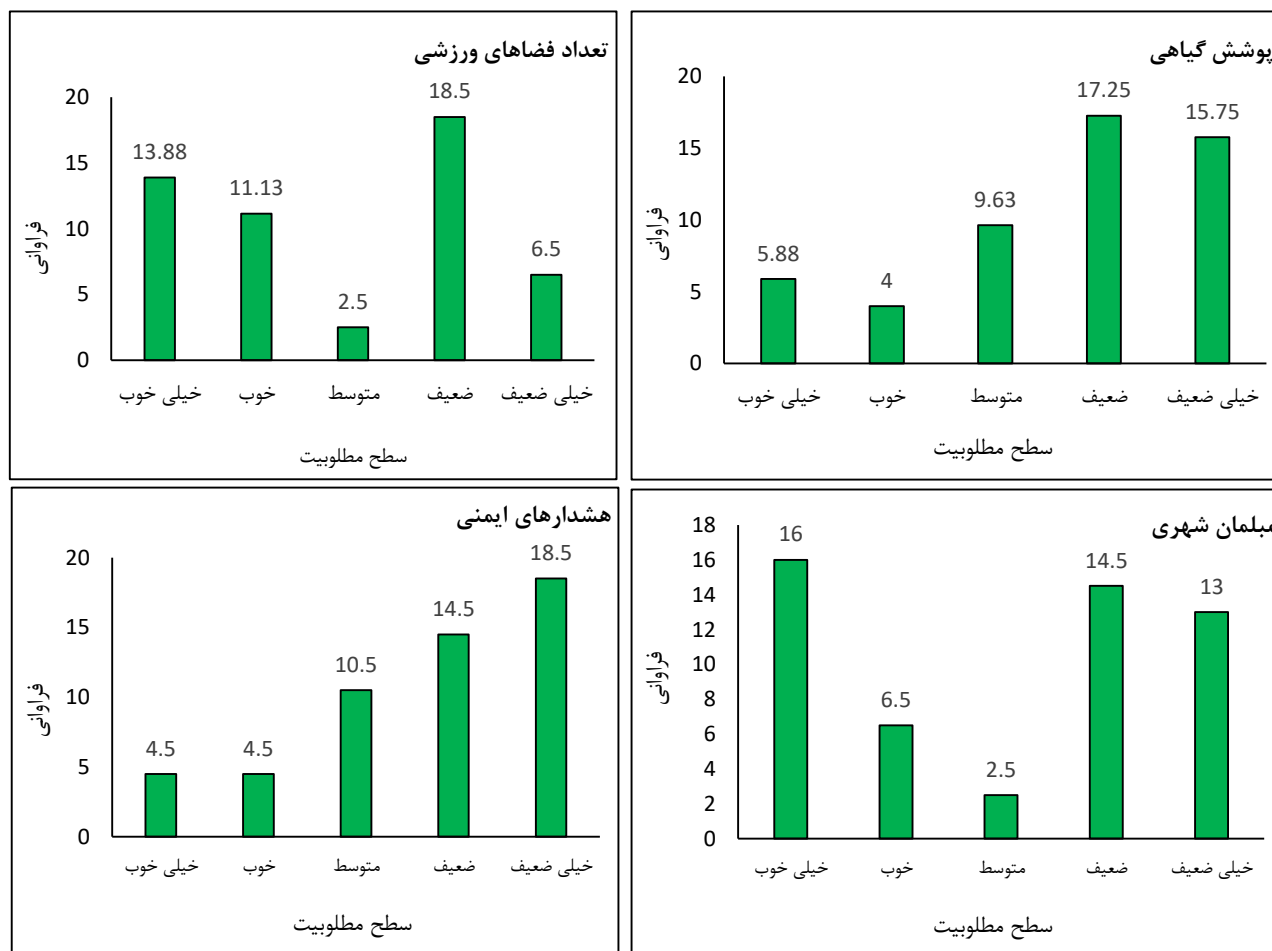 تعداد فضاهای ورزشی
20
15
10
5
0
فراوانی
13.88
11.13
2.5
18.5
6.5
خیلی خوب
خوب
متوسط
ضعیف
خیلی ضعیف
سطح مطلوبیت
پوشش گیاهی
20
15
10
5
0
فراوانی
5.88
4
9.63
17.25
15.75
خیلی خوب
خوب
متوسط
ضعیف
خیلی ضعیف
سطح مطلوبیت
هشدارهای ایمنی
20
15
10
5
0
فراوانی
4.5
4.5
10.5
14.5
18.5
خیلی خوب
خوب
متوسط
ضعیف
خیلی ضعیف
سطح مطلوبیت
مبلمان شهری
18
16
14
12
10
8
6
4
2
0
فراوانی
16
6.5
2.5
14.5
13
خیلی خوب
خوب
متوسط
ضعیف
خیلی ضعیف
سطح مطلوبیت